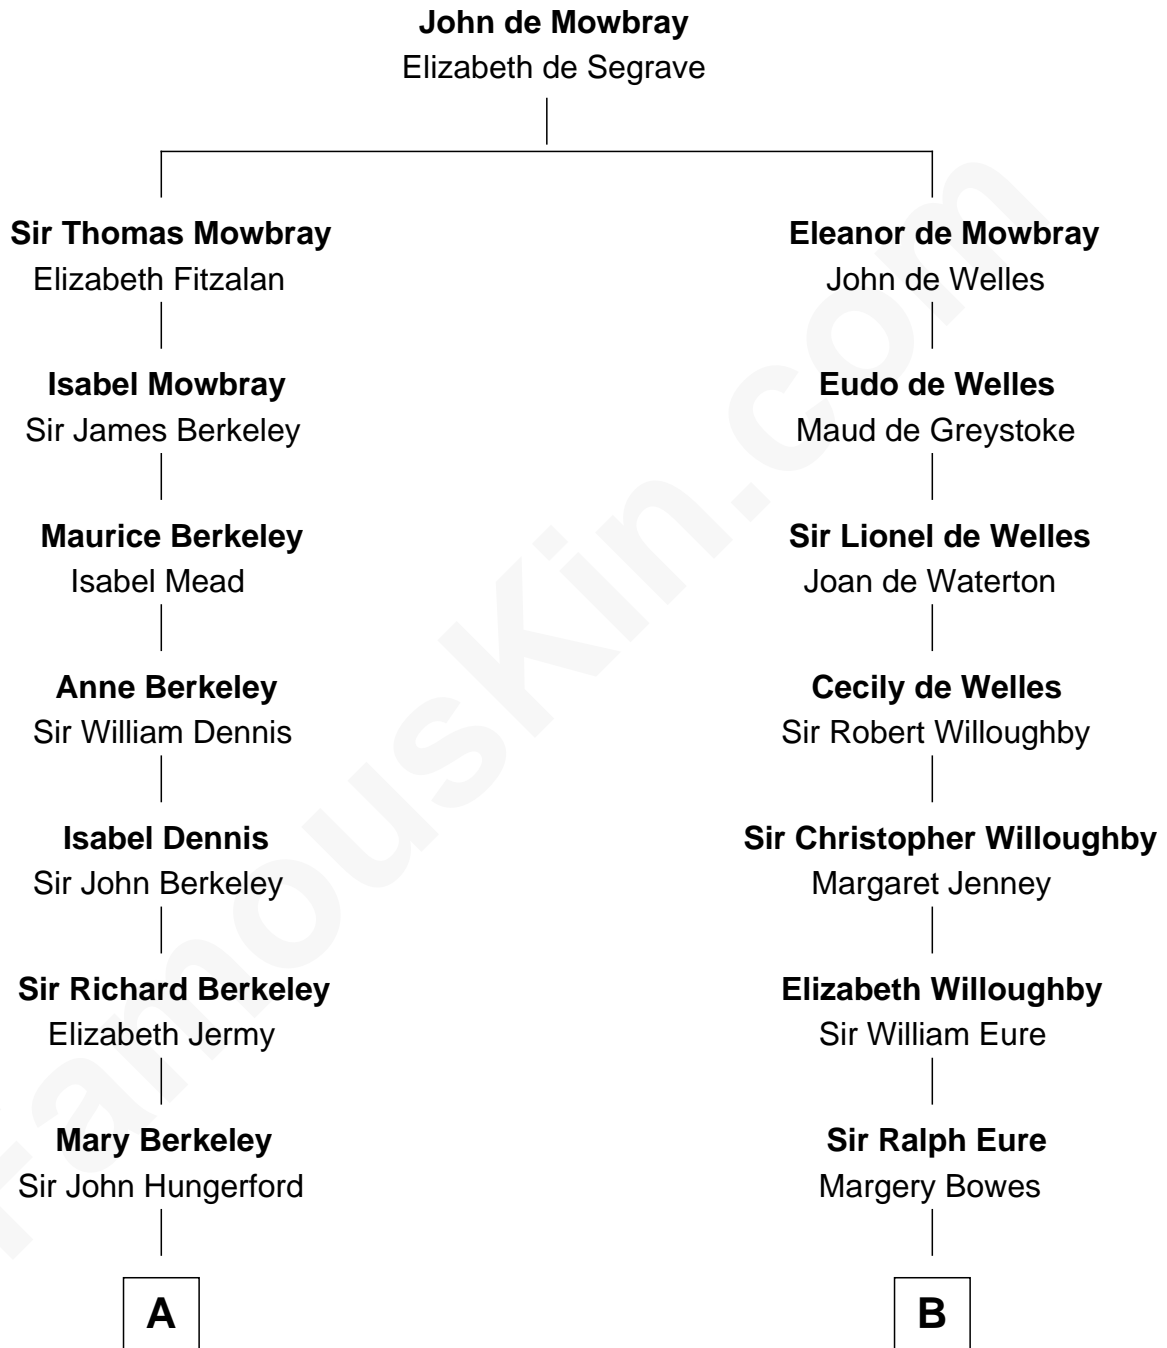 John de Mowbray
Elizabeth de Segrave
Sir Thomas Mowbray
Elizabeth Fitzalan
Eleanor de Mowbray
John de Welles
Isabel Mowbray
Sir James Berkeley
Eudo de Welles
Maud de Greystoke
Maurice Berkeley
Isabel Mead
Sir Lionel de Welles
Joan de Waterton
Anne Berkeley
Sir William Dennis
Cecily de Welles
Sir Robert Willoughby
Isabel Dennis
Sir John Berkeley
Sir Christopher Willoughby
Margaret Jenney
Sir Richard Berkeley
Elizabeth Jermy
Elizabeth Willoughby
Sir William Eure
Mary Berkeley
Sir John Hungerford
Sir Ralph Eure
Margery Bowes
A
B
FamousKin.com